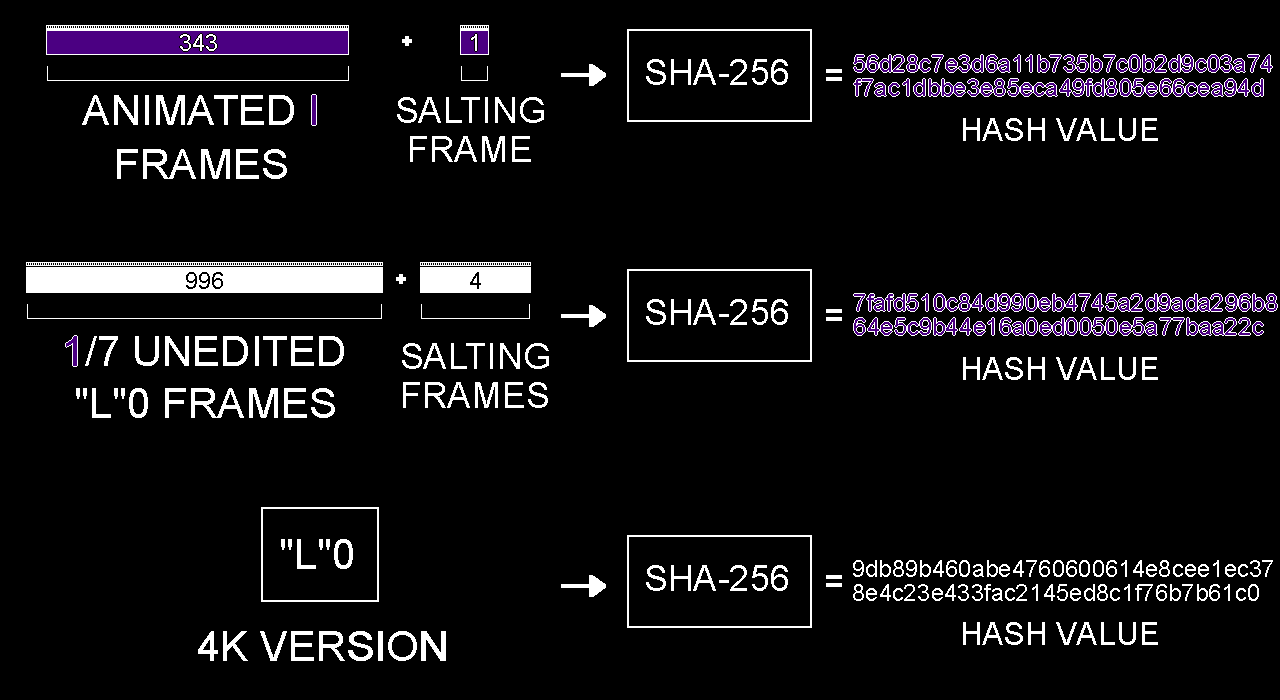 343 + 1
ANIMATED I
FRAMES
SALTING
FRAME
SHA-256
= 56d28c7e3d6a11b735b7c0b2d9c03a74
f7ac1dbbe3e85eca49fd805e66cea94d
HASH VALUE
996 + 4
1/7 UNEDITED
"L"0 FRAMES
SALTING
FRAMES
SHA-256
= 7fafd510c84d990eb4745a2d9ada296b8
64e5c9b44e16a0ed0050e5a77baa22c
HASH VALUE
"L"0
4K VERSION
SHA-256
= 9db89b460abe4760600614e8cee1ec37
8e4c23e433fac2145ed8c1f76b7b61c0
HASH VALUE